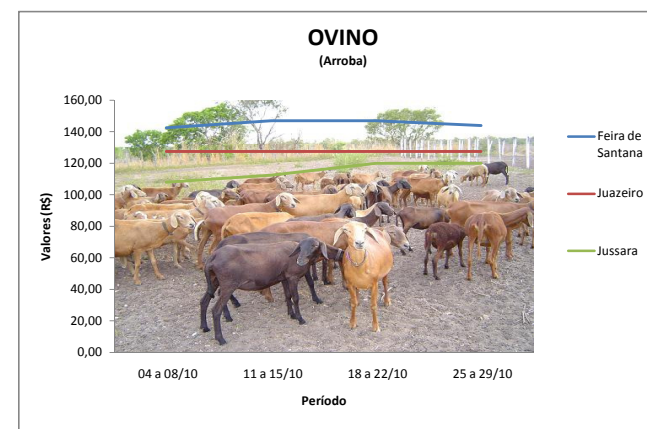 OVINO
(Arroba)
160,00
140,00
120,00
100,00
80,00
60,00
40,00
20,00
0,00
Valores (R$)
04 a 08/10
11 a 15/10
18 a 22/10
25 a 29/10
Período
Feira de
Santana
Juazeiro
Jussara